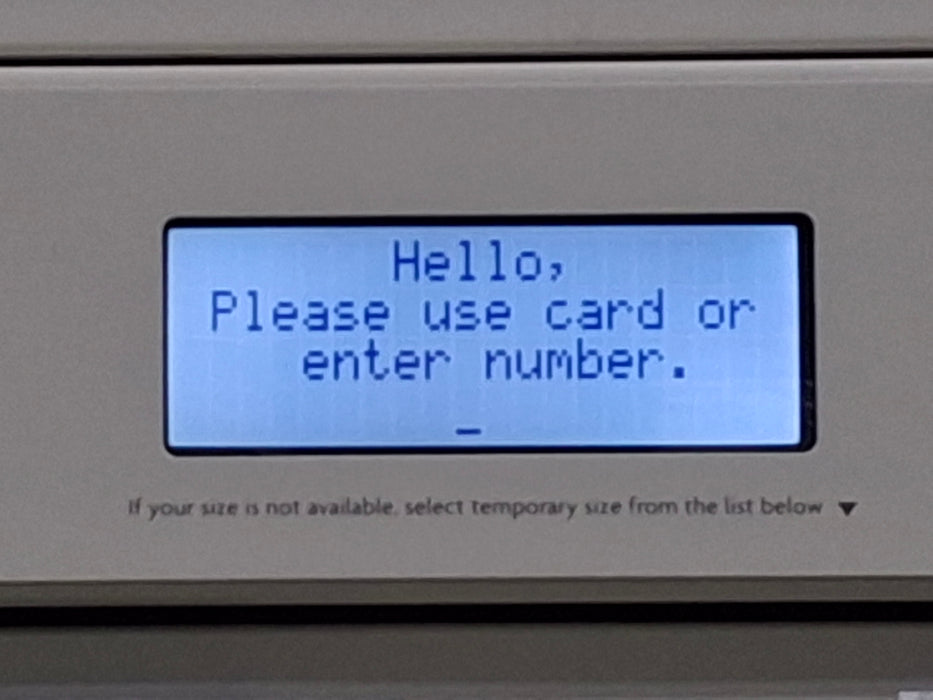 Hello,
Please use card or
enter number.
_
If your size is not available, select temporary size from the list below ▼